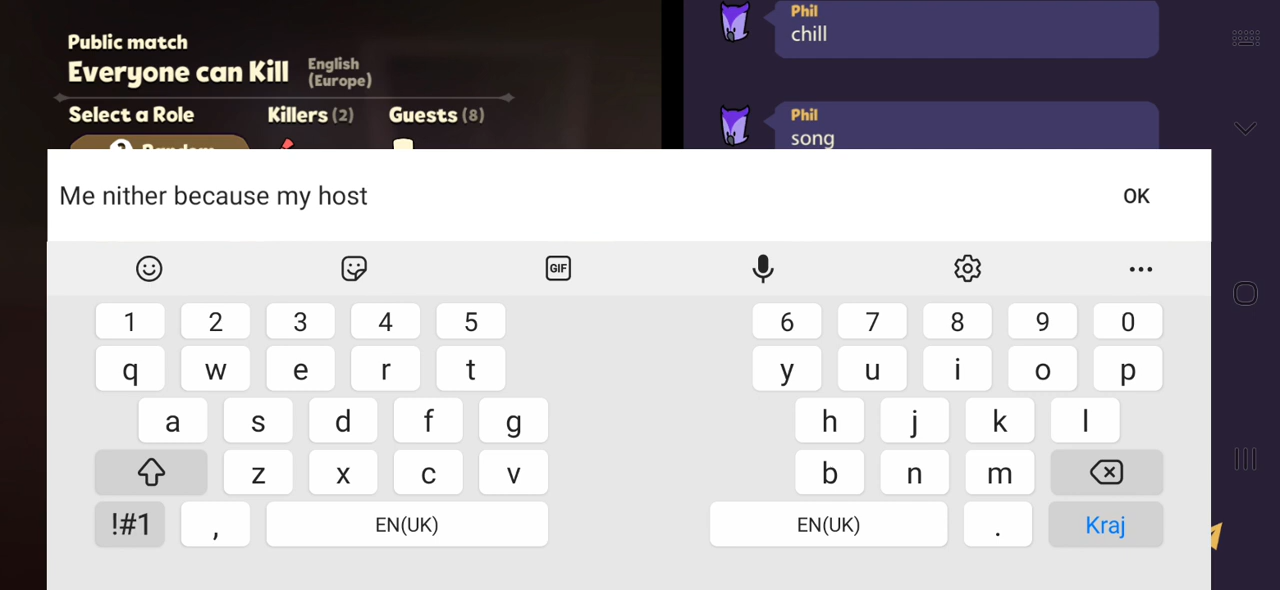 Public match
Everyone can Kill
English
(Europe)
Select a Role
Killers (2)
Guests (8)
Random
Phil
chill
Phil
song
Me nither because my host
OK
GIF
1 2 3 4 5 6 7 8 9 0
q w e r t y u i o p
a s d f g h j k l
z x c v b n m
!#1 , EN(UK) EN(UK) . Kraj